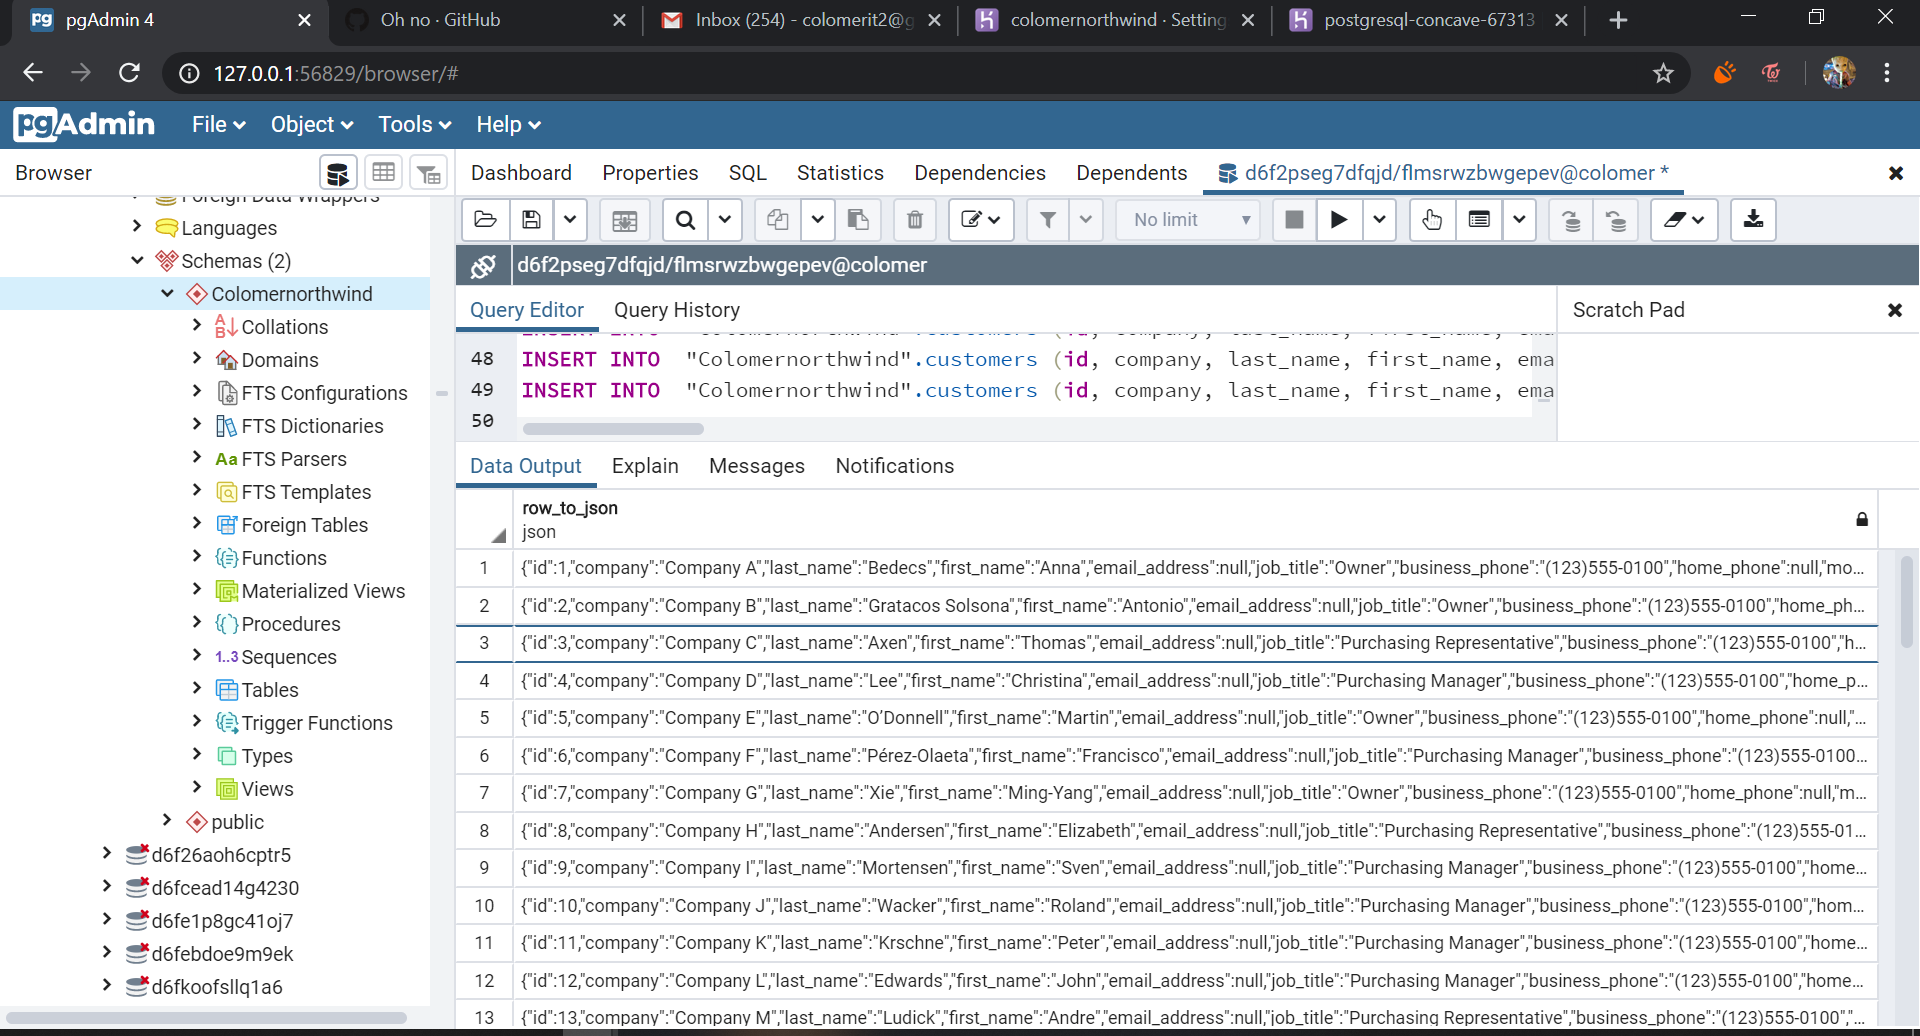 pgAdmin 4
Oh no · GitHub
Inbox (254) - colomerit2@g
colomernorthwind · Setting
postgresql-concave-67313
127.0.0.1:56829/browser/#
pgAdmin
File
Object
Tools
Help
Browser
Dashboard
Properties
SQL
Statistics
Dependencies
Dependents
d6f2pseg7dfqjd/flmsrwzbwgepev@colomer *
No limit
d6f2pseg7dfqjd/flmsrwzbwgepev@colomer
Foreign Data Wrappers
Languages
Schemas (2)
Colomernorthwind
Collations
Domains
FTS Configurations
FTS Dictionaries
Aa FTS Parsers
FTS Templates
Foreign Tables
Functions
Materialized Views
Procedures
1..3 Sequences
Tables
Trigger Functions
Types
Views
public
d6f26aoh6cptr5
d6fcead14g4230
d6fe1p8gc41oj7
d6febdoe9m9ek
d6fkoofsllq1a6
Query Editor
Query History
Scratch Pad
INSERT INTO "Colomernorthwind".customers (id, company, last_name, first_name, ema
48 INSERT INTO "Colomernorthwind".customers (id, company, last_name, first_name, ema
49 INSERT INTO "Colomernorthwind".customers (id, company, last_name, first_name, ema
50
Data Output
Explain
Messages
Notifications
row_to_json
json
1 {"id":1,"company":"Company A","last_name":"Bedecs","first_name":"Anna","email_address":null,"job_title":"Owner","business_phone":"(123)555-0100","home_phone":null,"mo...
2 {"id":2,"company":"Company B","last_name":"Gratacos Solsona","first_name":"Antonio","email_address":null,"job_title":"Owner","business_phone":"(123)555-0100","home_ph...
3 {"id":3,"company":"Company C","last_name":"Axen","first_name":"Thomas","email_address":null,"job_title":"Purchasing Representative","business_phone":"(123)555-0100","h...
4 {"id":4,"company":"Company D","last_name":"Lee","first_name":"Christina","email_address":null,"job_title":"Purchasing Manager","business_phone":"(123)555-0100","home_p...
5 {"id":5,"company":"Company E","last_name":"O’Donnell","first_name":"Martin","email_address":null,"job_title":"Owner","business_phone":"(123)555-0100","home_phone":null,"...
6 {"id":6,"company":"Company F","last_name":"Pérez-Olaeta","first_name":"Francisco","email_address":null,"job_title":"Purchasing Manager","business_phone":"(123)555-0100...
7 {"id":7,"company":"Company G","last_name":"Xie","first_name":"Ming-Yang","email_address":null,"job_title":"Owner","business_phone":"(123)555-0100","home_phone":null,"m...
8 {"id":8,"company":"Company H","last_name":"Andersen","first_name":"Elizabeth","email_address":null,"job_title":"Purchasing Representative","business_phone":"(123)555-01...
9 {"id":9,"company":"Company I","last_name":"Mortensen","first_name":"Sven","email_address":null,"job_title":"Purchasing Manager","business_phone":"(123)555-0100","home...
10 {"id":10,"company":"Company J","last_name":"Wacker","first_name":"Roland","email_address":null,"job_title":"Purchasing Manager","business_phone":"(123)555-0100","hom...
11 {"id":11,"company":"Company K","last_name":"Krschne","first_name":"Peter","email_address":null,"job_title":"Purchasing Manager","business_phone":"(123)555-0100","home...
12 {"id":12,"company":"Company L","last_name":"Edwards","first_name":"John","email_address":null,"job_title":"Purchasing Manager","business_phone":"(123)555-0100","home...
13 {"id":13,"company":"Company M","last_name":"Ludick","first_name":"Andre","email_address":null,"job_title":"Purchasing Representative","business_phone":"(123)555-0100","...